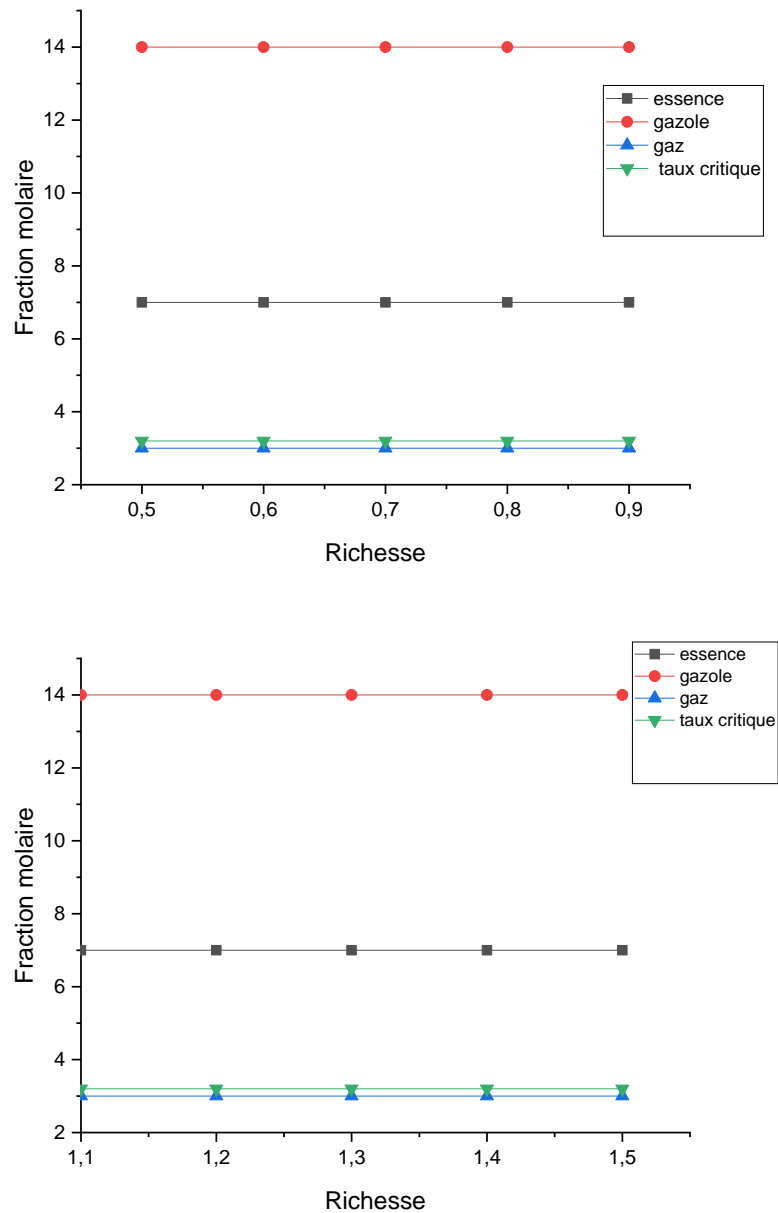 14
12
10
8
6
4
2
Fraction molaire
0,5 0,6 0,7 0,8 0,9
Richesse
essence
gazole
gaz
taux critique
14
12
10
8
6
4
2
Fraction molaire
1,1 1,2 1,3 1,4 1,5
Richesse
essence
gazole
gaz
taux critique